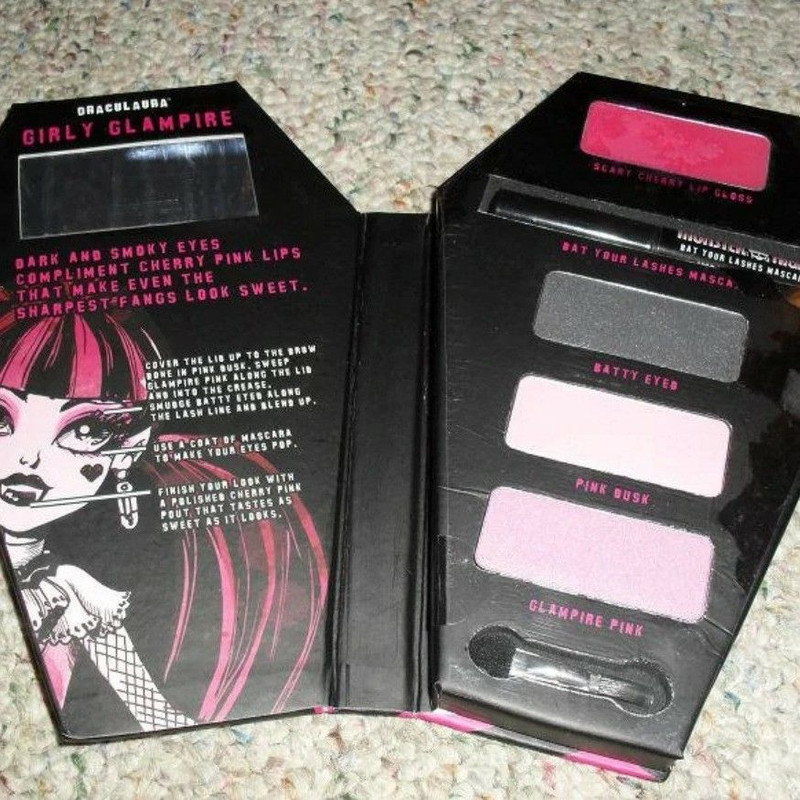 DRACULAURA
GIRLY GLAMPIRE
DARK AND SMOKY EYES
COMPLIMENT CHERRY PINK LIPS
THAT MAKE EVEN THE
SHARPEST FANGS LOOK SWEET.
COVER THE LID UP TO THE BROW
BONE IN PINK DUSK. SWEEP
GLAMPIRE PINK ALONG THE LID
AND INTO THE CREASE.
SMUDGE BATTY EYED ALONG
THE LASH LINE AND BLEND UP.
USE A COAT OF MASCARA
TO MAKE YOUR EYES POP.
FINISH YOUR LOOK WITH
A POLISHED CHERRY PINK
POUT THAT TASTES AS
SWEET AS IT LOOKS.
SCARY CHERRY LIP GLOSS
BAT YOUR LASHES MASCA
BAT YOUR LASHES MASCA
BATTY EYED
PINK DUSK
GLAMPIRE PINK